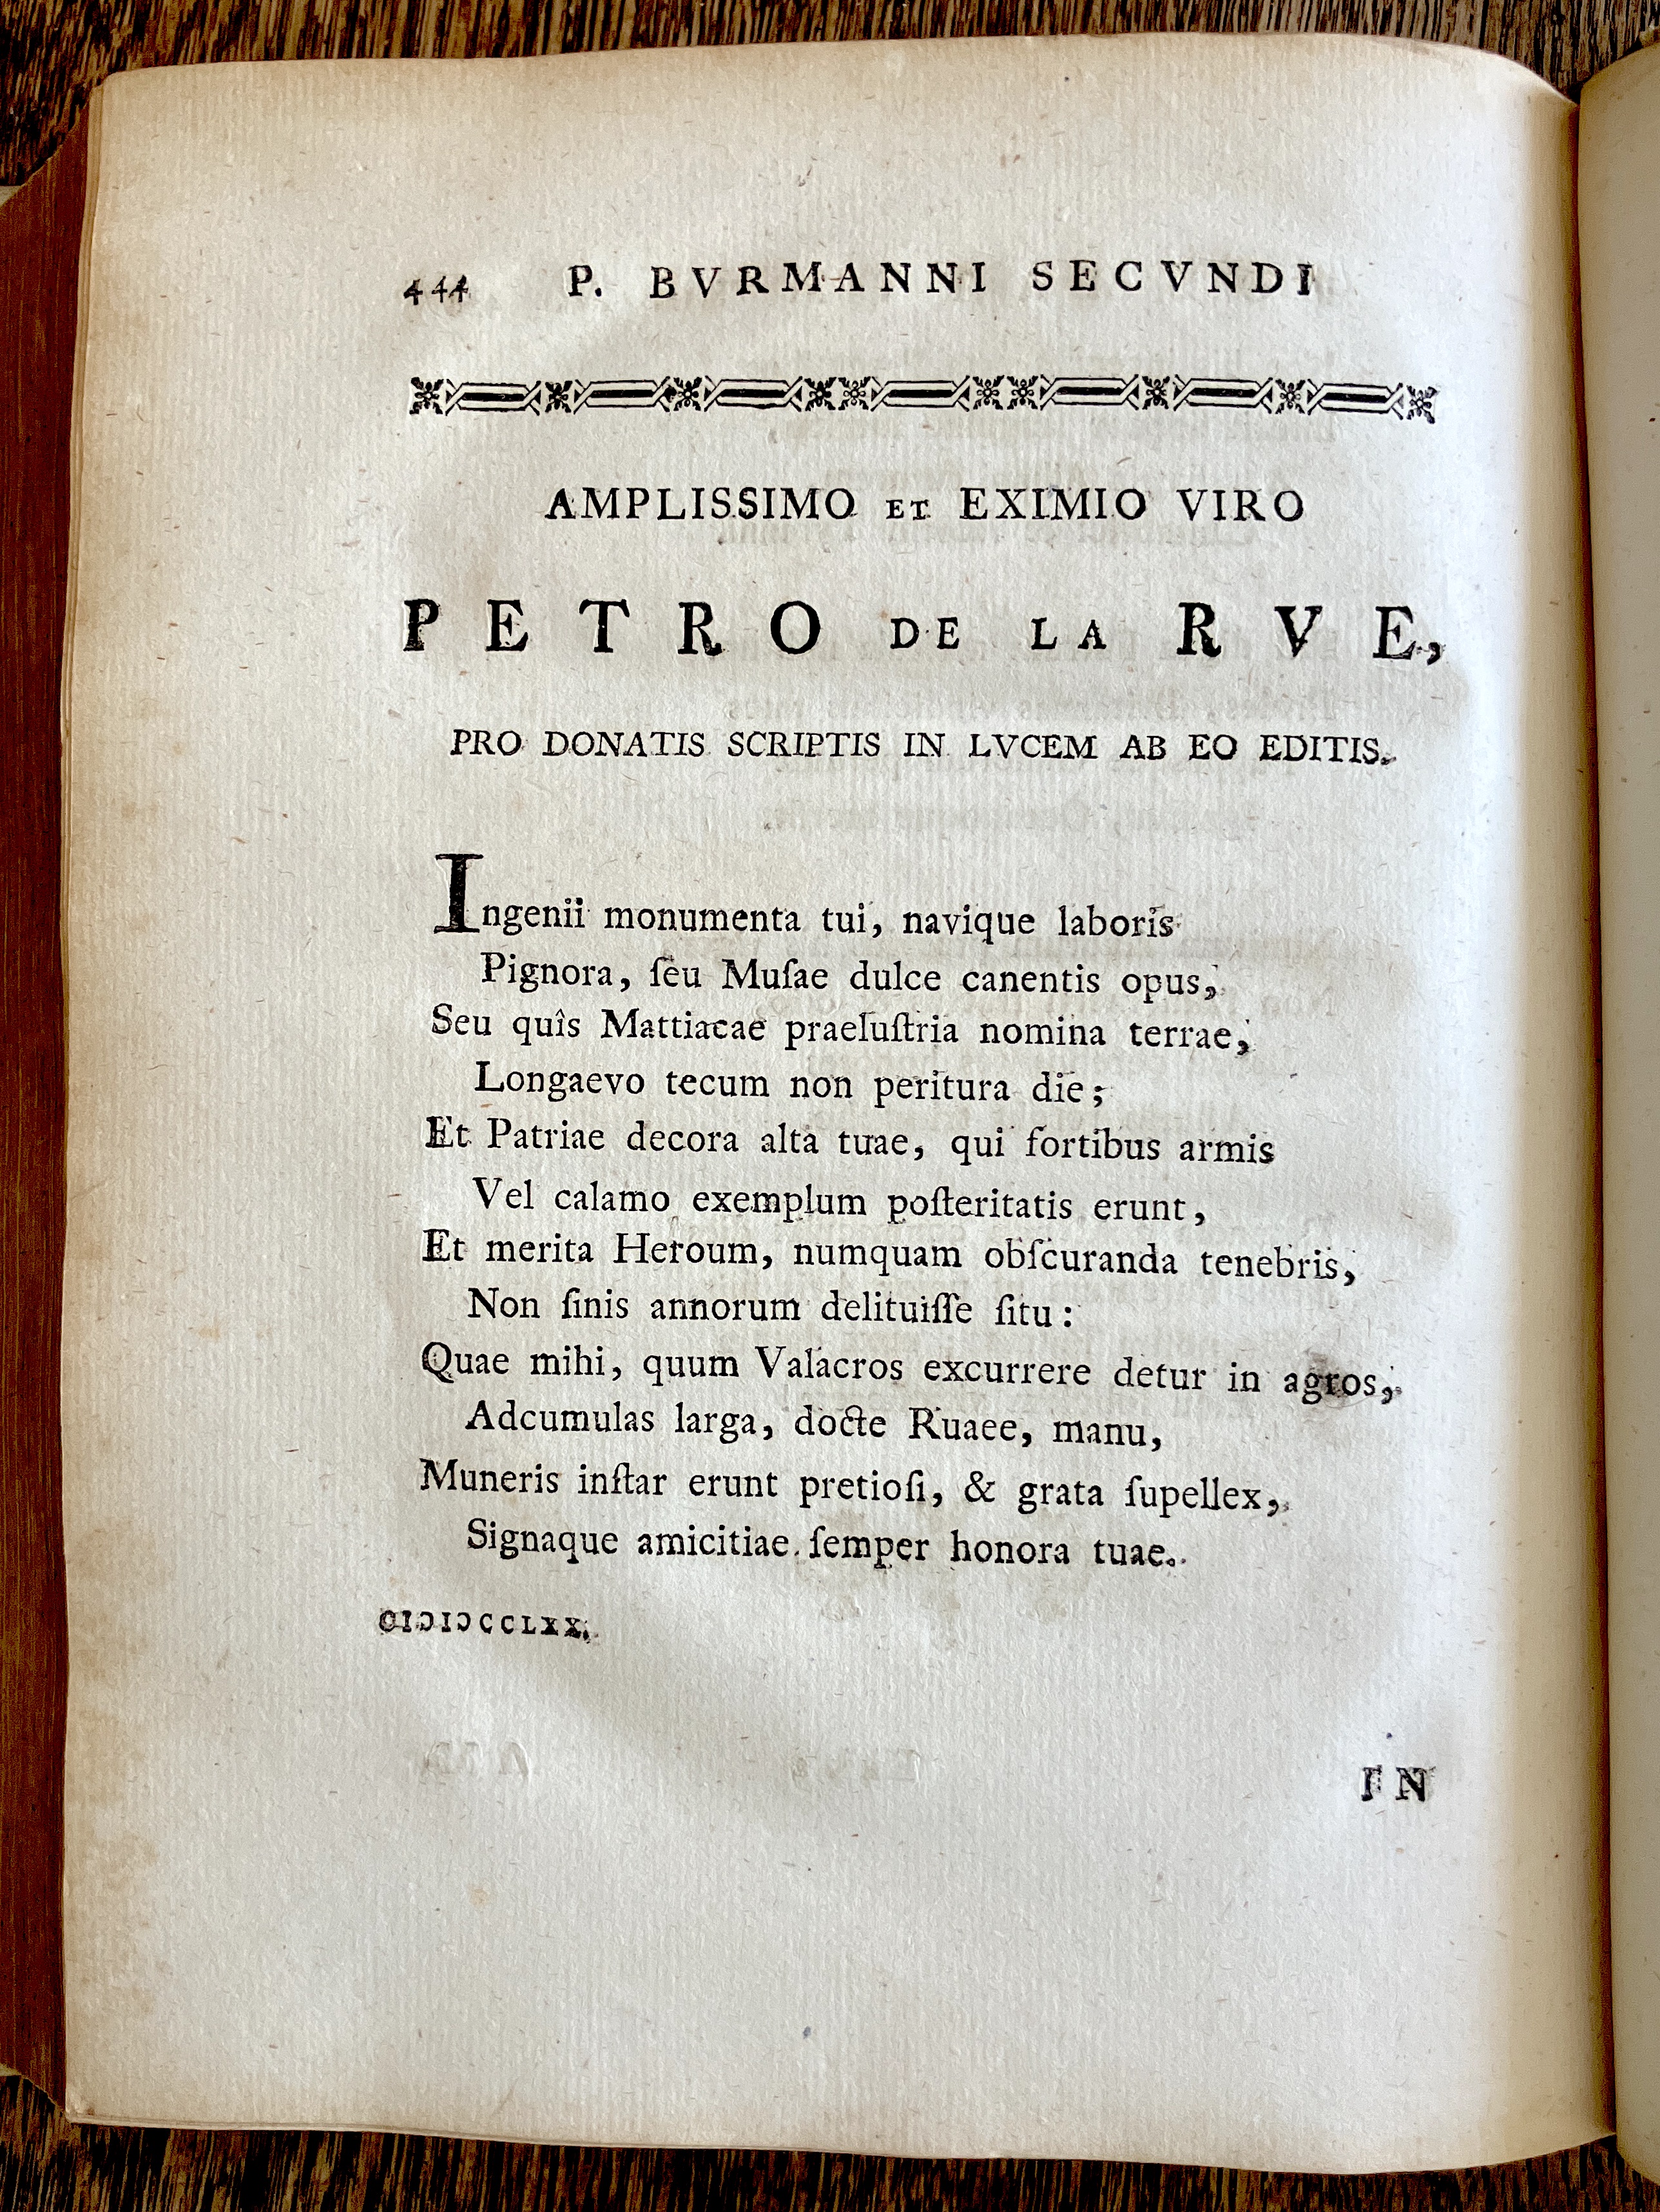 444 P. BVRMANNI SECVNDI
AMPLISSIMO ET EXIMIO VIRO
PETRO DE LA RVE,
PRO DONATIS SCRIPTIS IN LVCEM AB EO EDITIS.
Ingenii monumenta tui, navique laboris
Pignora, ſeu Muſae dulce canentis opus,
Seu quîs Mattiacae praeluſtria nomina terrae,
Longaevo tecum non peritura die;
Et Patriae decora alta tuae, qui fortibus armis
Vel calamo exemplum poſteritatis erunt,
Et merita Heroum, numquam obſcuranda tenebris,
Non ſinis annorum delituiſſe ſitu:
Quae mihi, quum Valacros excurrere detur in agros,
Adcumulas larga, docte Ruaee, manu,
Muneris inſtar erunt pretioſi, & grata ſupellex,
Signaque amicitiae ſemper honora tuae.
CIƆIƆCCLXX.
IN